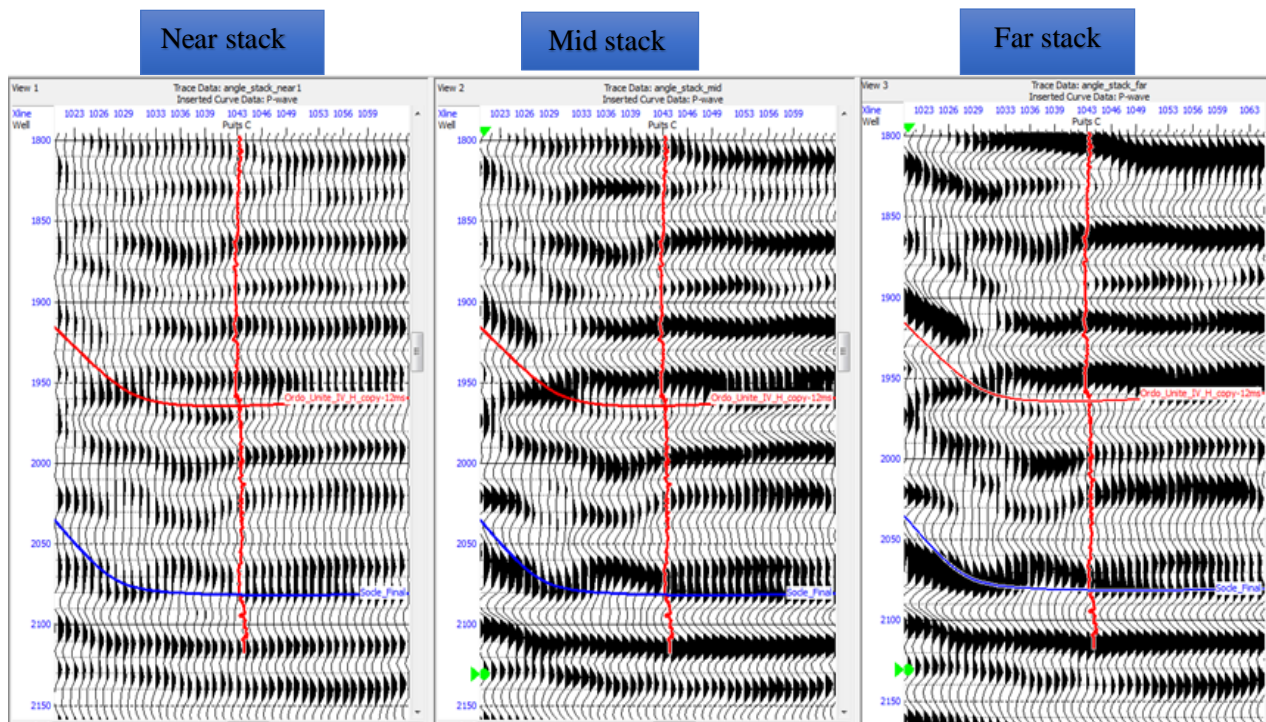 Near stack
Mid stack
Far stack
View 1
Trace Data: angle_stack_near1
Inserted Curve Data: P-wave
Xline 1023 1026 1029 1033 1036 1039 1043 1046 1049 1053 1056 1059
Well Puits C
1800
1850
1900
1950
Ordo_Unite_IV_H_copy-12ms
2000
2050
Socle_Final
2100
2150
View 2
Trace Data: angle_stack_mid
Inserted Curve Data: P-wave
Xline 1023 1026 1029 1033 1036 1039 1043 1046 1049 1053 1056 1059
Well Puits C
1800
1850
1900
1950
Ordo_Unite_IV_H_copy-12ms
2000
2050
Socle_Final
2100
2150
View 3
Trace Data: angle_stack_far
Inserted Curve Data: P-wave
Xline 1023 1026 1029 1033 1036 1039 1043 1046 1049 1053 1056 1059 1063
Well Puits C
1800
1850
1900
1950
Ordo_Unite_IV_H_copy-12ms
2000
2050
Socle_Final
2100
2150